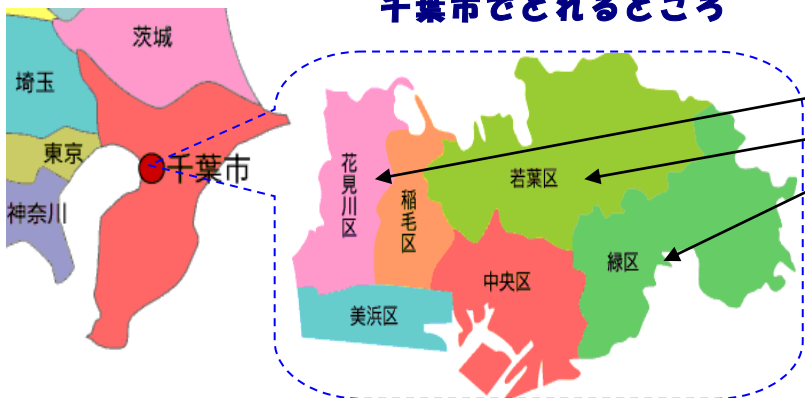 千葉市でとれるところ
茨城
埼玉
東京
千葉市
神奈川
花見川区
稲毛区
若葉区
緑区
中央区
美浜区